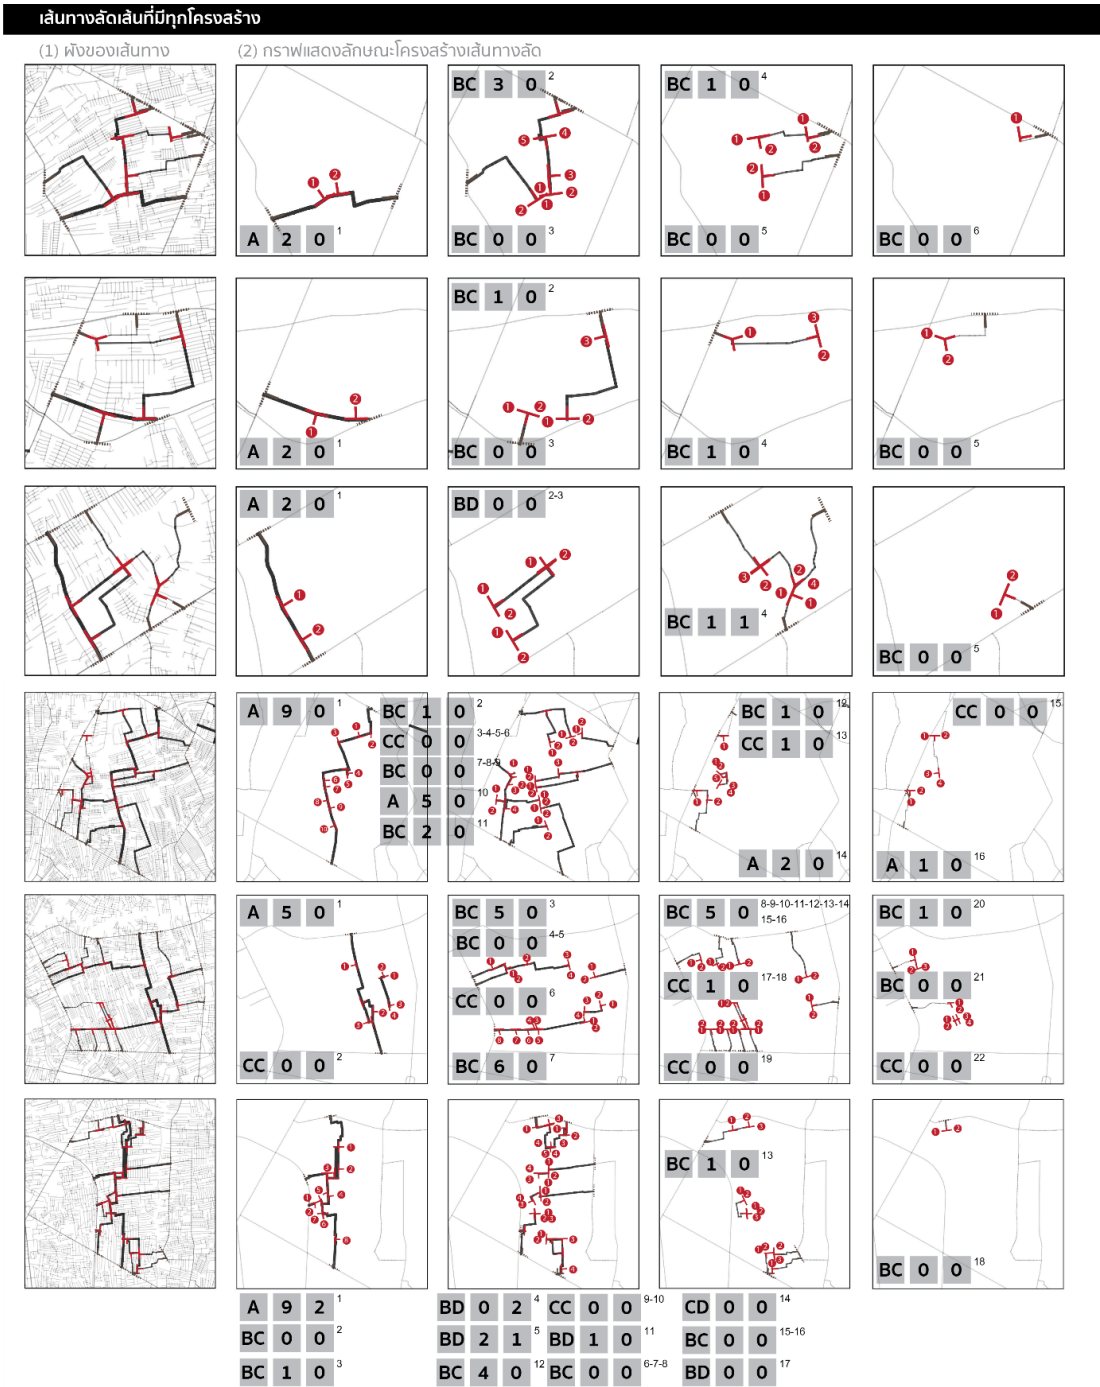 เส้นทางลัดเส้นที่มีทุกโครงสร้าง
(1) ผังของเส้นทาง
(2) กราฟแสดงลักษณะโครงสร้างเส้นทางลัด
BC 3 0 2
BC 1 0 4
A 2 0 1
BC 0 0 3
BC 0 0 5
BC 0 0 6
BC 1 0 2
A 2 0 1
BC 0 0 3
BC 1 0 4
BC 0 0 5
A 2 0 1
BD 0 0 2-3
BC 1 1 4
BC 0 0 5
A 9 0 1
BC 1 0 2
CC 0 0 3-4-5-6
BC 0 0 7-8-9
A 5 0 10
BC 2 0 11
BC 1 0 12
CC 1 0 13
A 2 0 14
CC 0 0 15
A 1 0 16
A 5 0 1
CC 0 0 2
BC 5 0 3
BC 0 0 4-5
CC 0 0 6
BC 6 0 7
BC 5 0 8-9-10-11-12-13-14
15-16
CC 1 0 17-18
CC 0 0 19
BC 1 0 20
BC 0 0 21
CC 0 0 22
BC 1 0 13
BC 0 0 18
A 9 2 1
BD 0 2 4
CC 0 0 9-10
CD 0 0 14
BC 0 0 2
BD 2 1 5
BD 1 0 11
BC 0 0 15-16
BC 1 0 3
BC 4 0 12
BC 0 0 6-7-8
BD 0 0 17